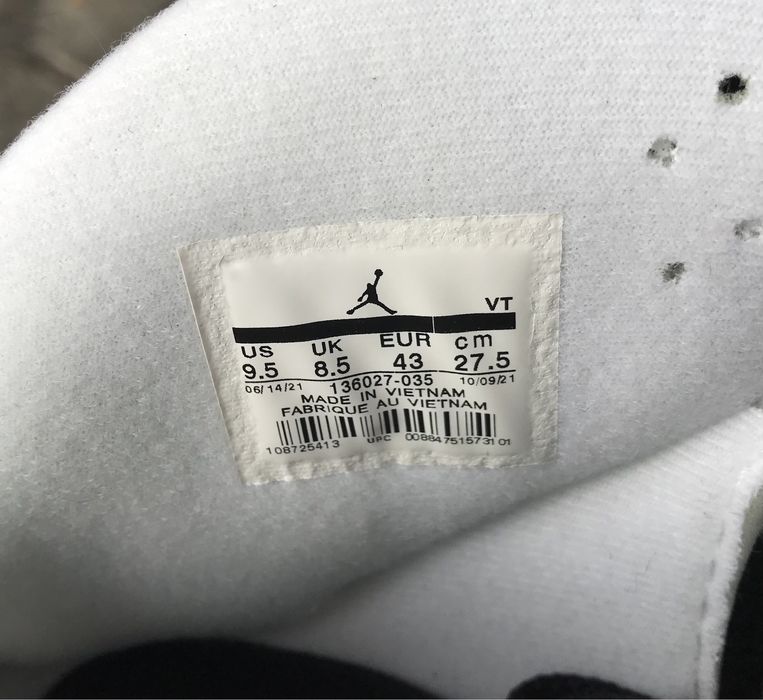 VT
US UK EUR cm
9.5 8.5 43 27.5
06/14/21 136027-035 10/09/21
MADE IN VIETNAM
FABRIQUE AU VIETNAM
108725413 UPC 00884751573101